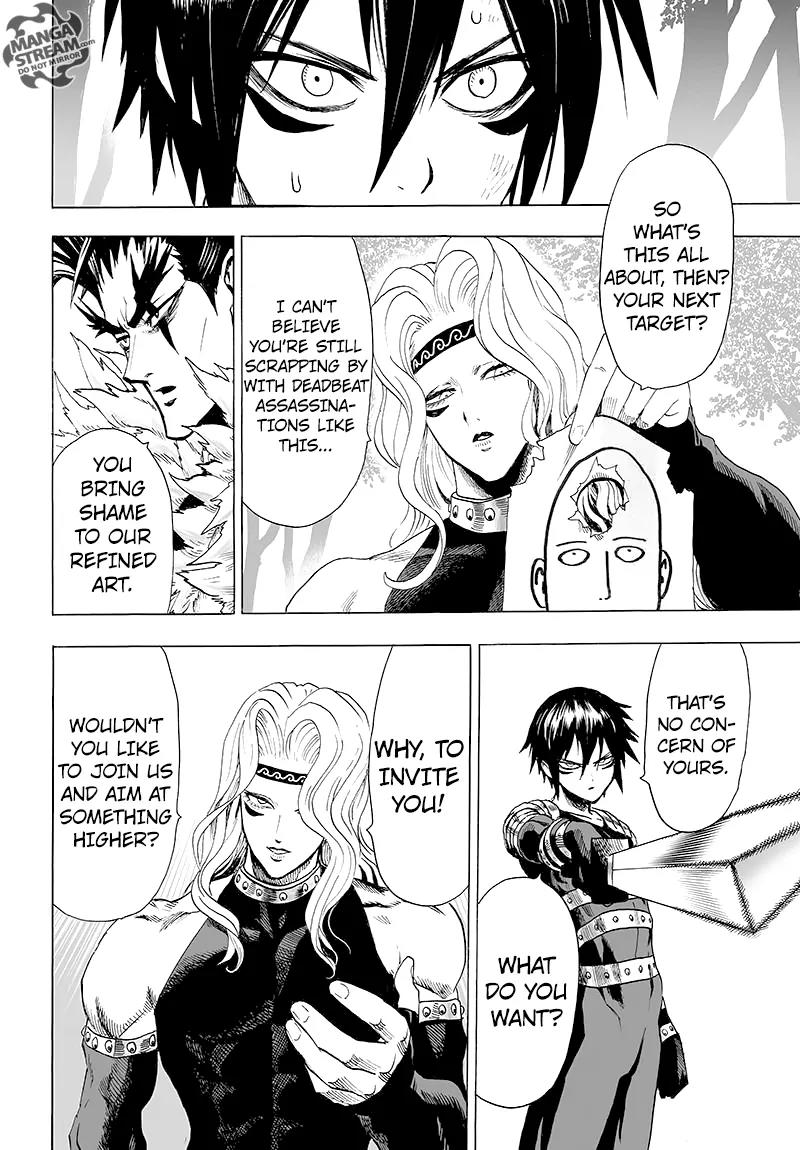 MANGA
STREAM.com
DO NOT MIRROR
SO
WHAT'S
THIS ALL
ABOUT, THEN?
YOUR NEXT
TARGET?
I CAN'T
BELIEVE
YOU'RE STILL
SCRAPPING BY
WITH DEADBEAT
ASSASSINA-
TIONS LIKE
THIS...
YOU
BRING
SHAME
TO OUR
REFINED
ART.
THAT'S
NO CON-
CERN OF
YOURS.
WHAT
DO YOU
WANT?
WHY, TO
INVITE
YOU!
WOULDN'T
YOU LIKE
TO JOIN US
AND AIM AT
SOMETHING
HIGHER?